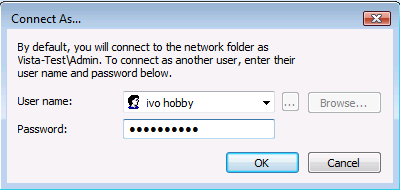 Connect As...
By default, you will connect to the network folder as
Vista-Test\Admin. To connect as another user, enter their
user name and password below.
User name: ivo hobby ... Browse...
Password: ●●●●●●●●●●
OK Cancel